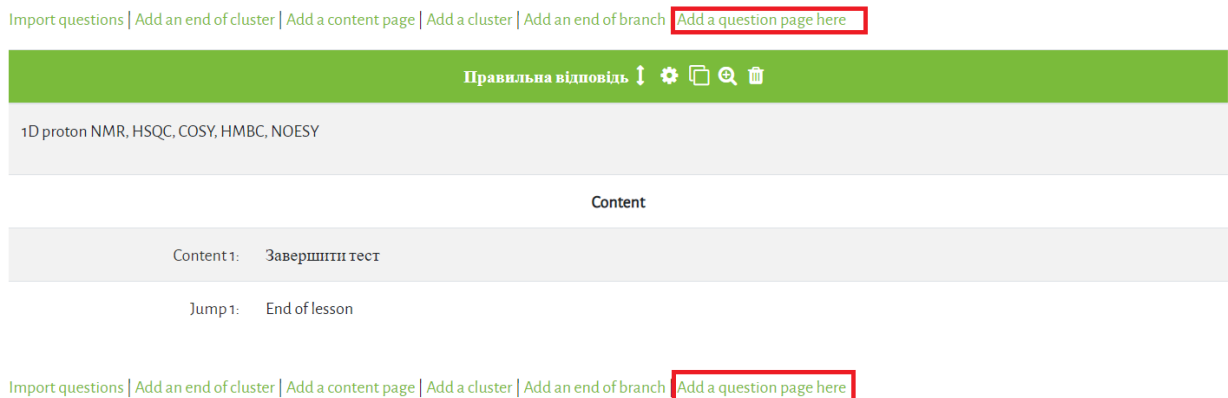 Import questions | Add an end of cluster | Add a content page | Add a cluster | Add an end of branch | Add a question page here
Правильна відповідь
1D proton NMR, HSQC, COSY, HMBC, NOESY
Content
Content 1: Завершити тест
Jump 1: End of lesson
Import questions | Add an end of cluster | Add a content page | Add a cluster | Add an end of branch | Add a question page here